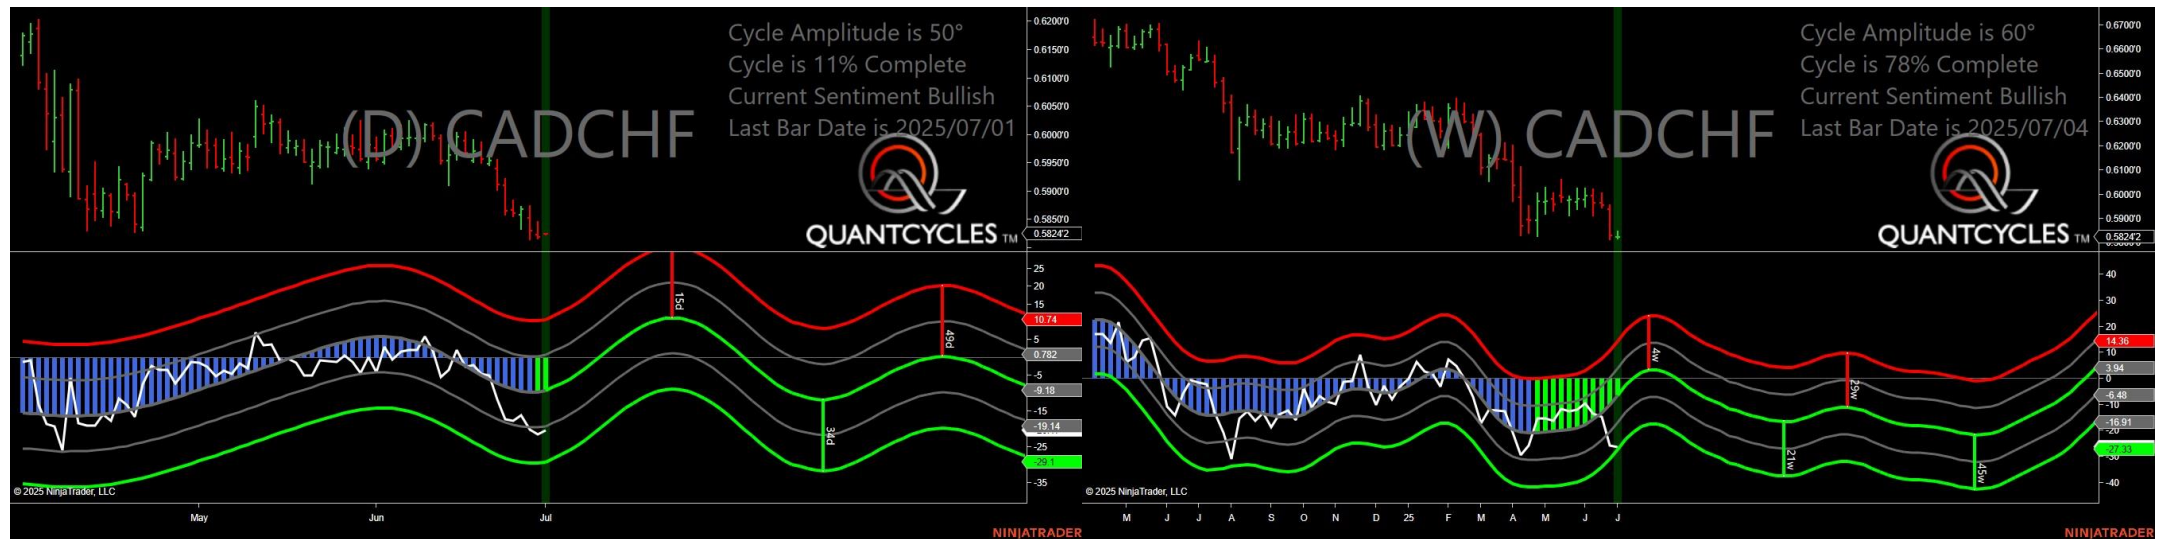 Cycle Amplitude is 50°
Cycle is 11% Complete
Current Sentiment Bullish
Last Bar Date is 2025/07/01
(D) CADCHF
QUANTCYCLES TM
0.6200'0
0.6150'0
0.6100'0
0.6050'0
0.6000'0
0.5950'0
0.5900'0
0.5850'0
0.5824'2
25
20
15
10.74
5
0.782
-5
-9.18
-15
-19.14
-25
-29.1
-35
15d
34d
49d
© 2025 NinjaTrader, LLC
May Jun Jul
NINJATRADER
Cycle Amplitude is 60°
Cycle is 78% Complete
Current Sentiment Bullish
Last Bar Date is 2025/07/04
(W) CADCHF
QUANTCYCLES TM
0.6700'0
0.6600'0
0.6500'0
0.6400'0
0.6300'0
0.6200'0
0.6100'0
0.6000'0
0.5900'0
0.5824'2
40
30
20
14.36
10
3.94
0
-6.48
-10
-16.91
-20
-27.33
-30
-40
4w
21w
29w
45w
© 2025 NinjaTrader, LLC
M J J A S O N D 25 F M A M J J
NINJATRADER